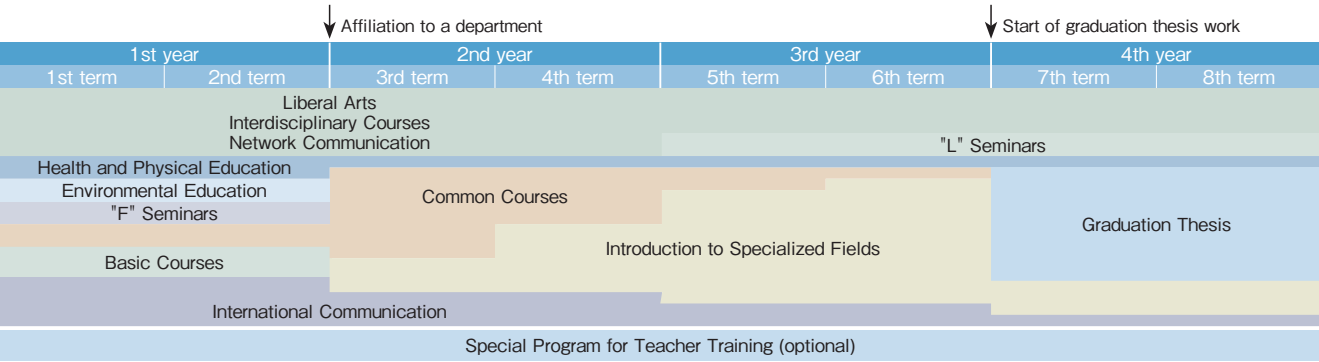 Affiliation to a department
Start of graduation thesis work
1st year
2nd year
3rd year
4th year
1st term
2nd term
3rd term
4th term
5th term
6th term
7th term
8th term
Liberal Arts
Interdisciplinary Courses
Network Communication
"L" Seminars
Health and Physical Education
Environmental Education
"F" Seminars
Common Courses
Graduation Thesis
Introduction to Specialized Fields
Basic Courses
International Communication
Special Program for Teacher Training (optional)